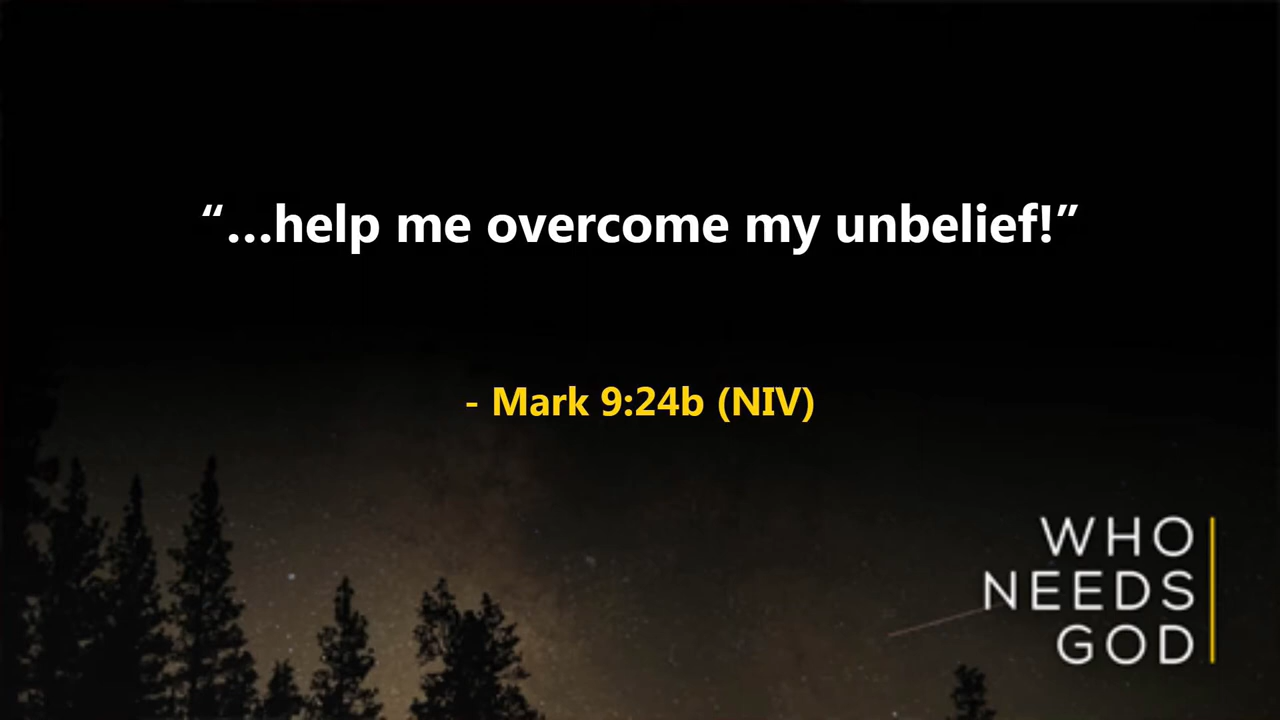 “...help me overcome my unbelief!”
- Mark 9:24b (NIV)
WHO
NEEDS
GOD